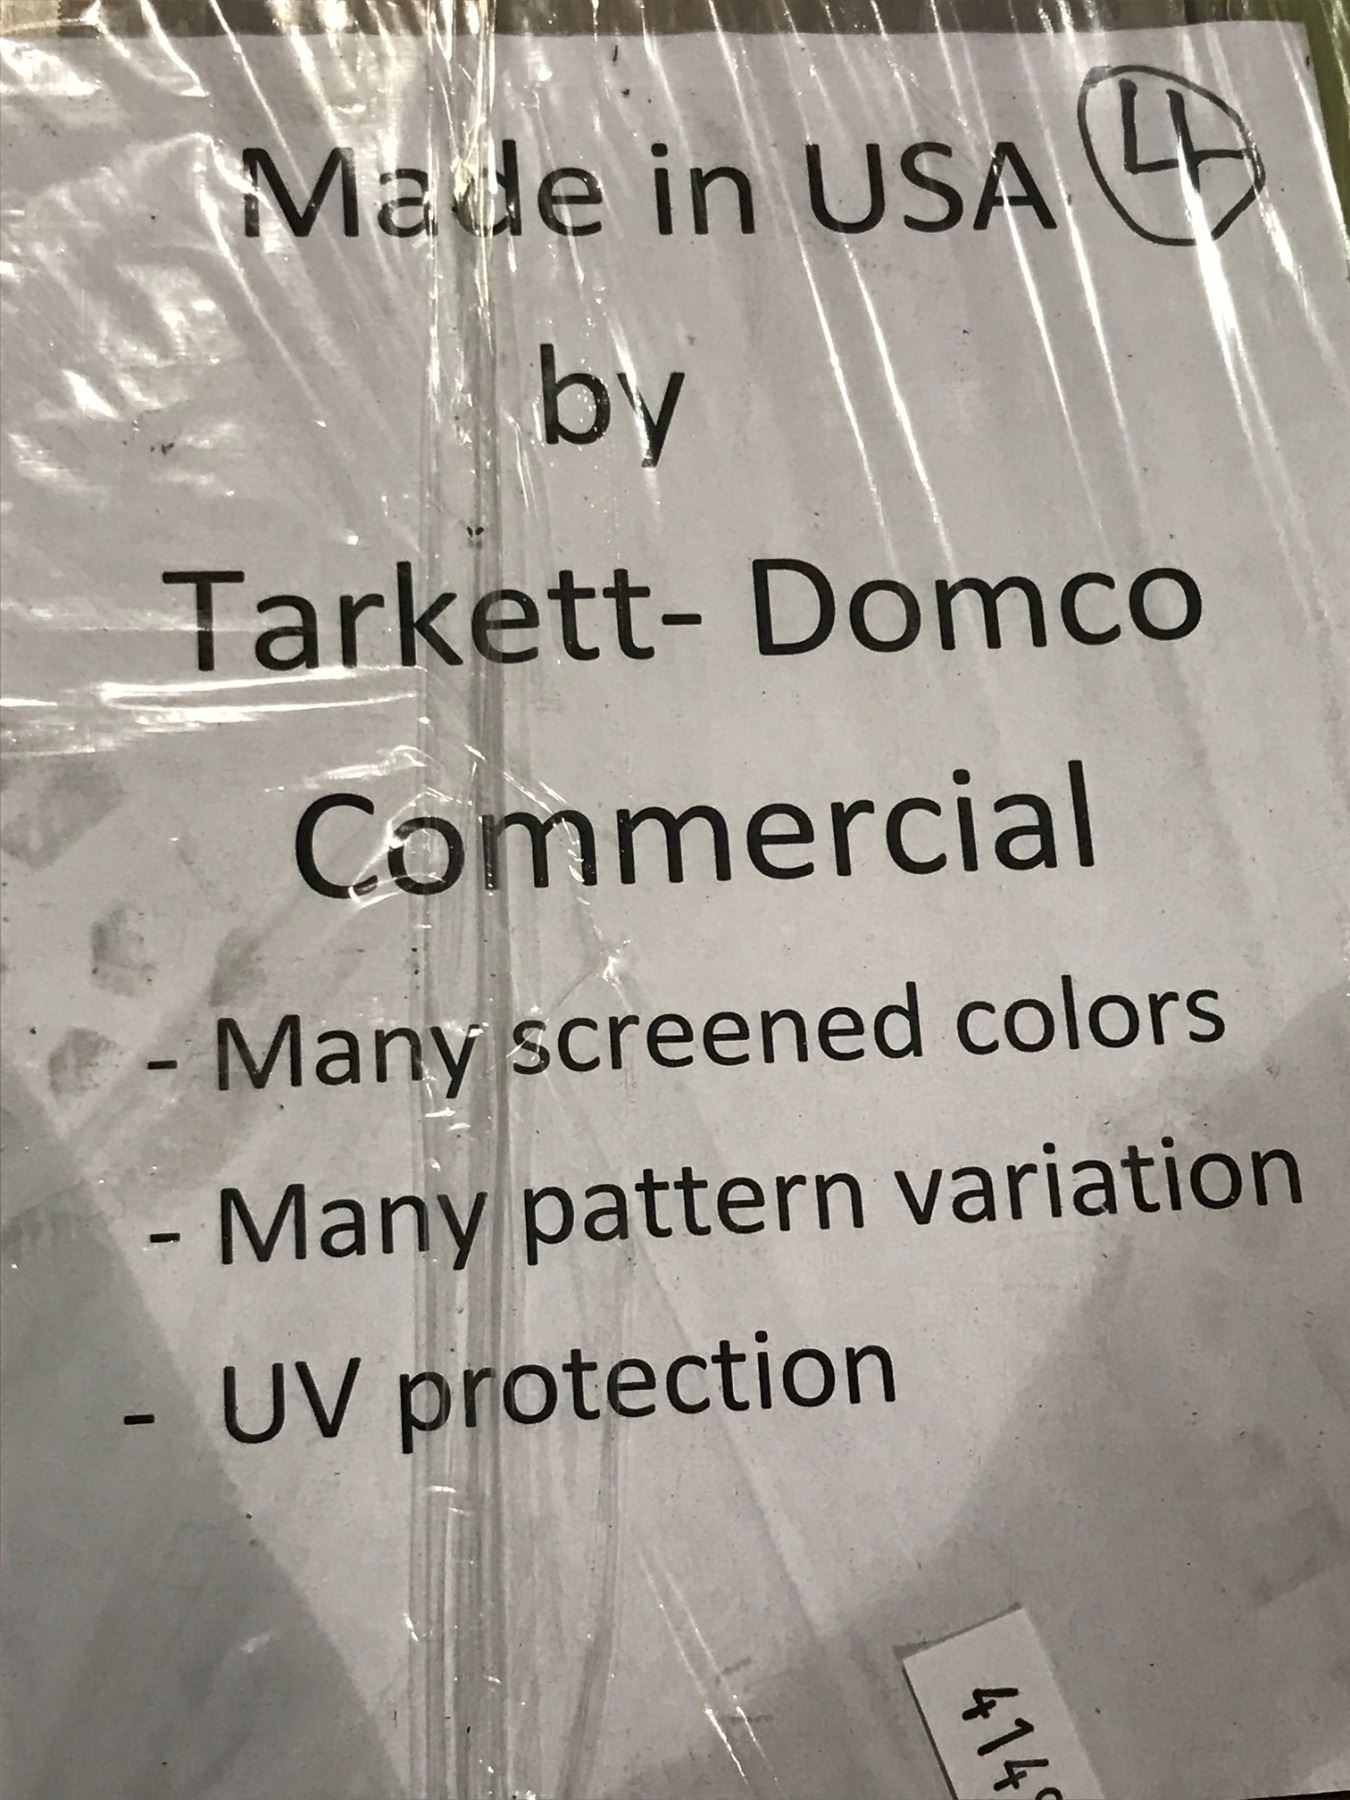 Made in USA 4
by
Tarkett- Domco
Commercial
- Many screened colors
- Many pattern variation
- UV protection